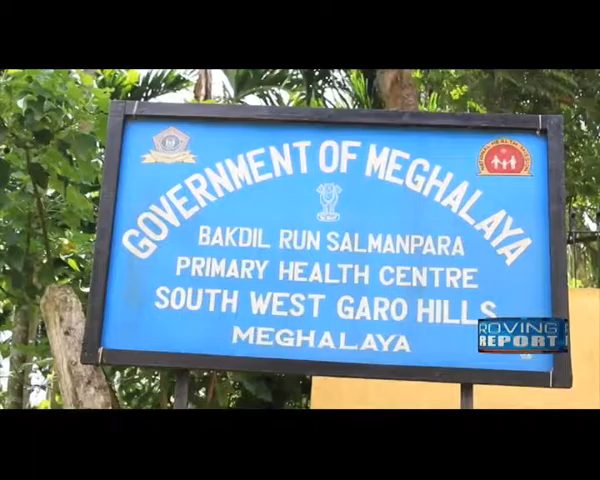 GOVERNMENT OF MEGHALAYA
BAKDIL RUN SALMANPARA
PRIMARY HEALTH CENTRE
SOUTH WEST GARO HILLS
MEGHALAYA
ROVING
REPORT